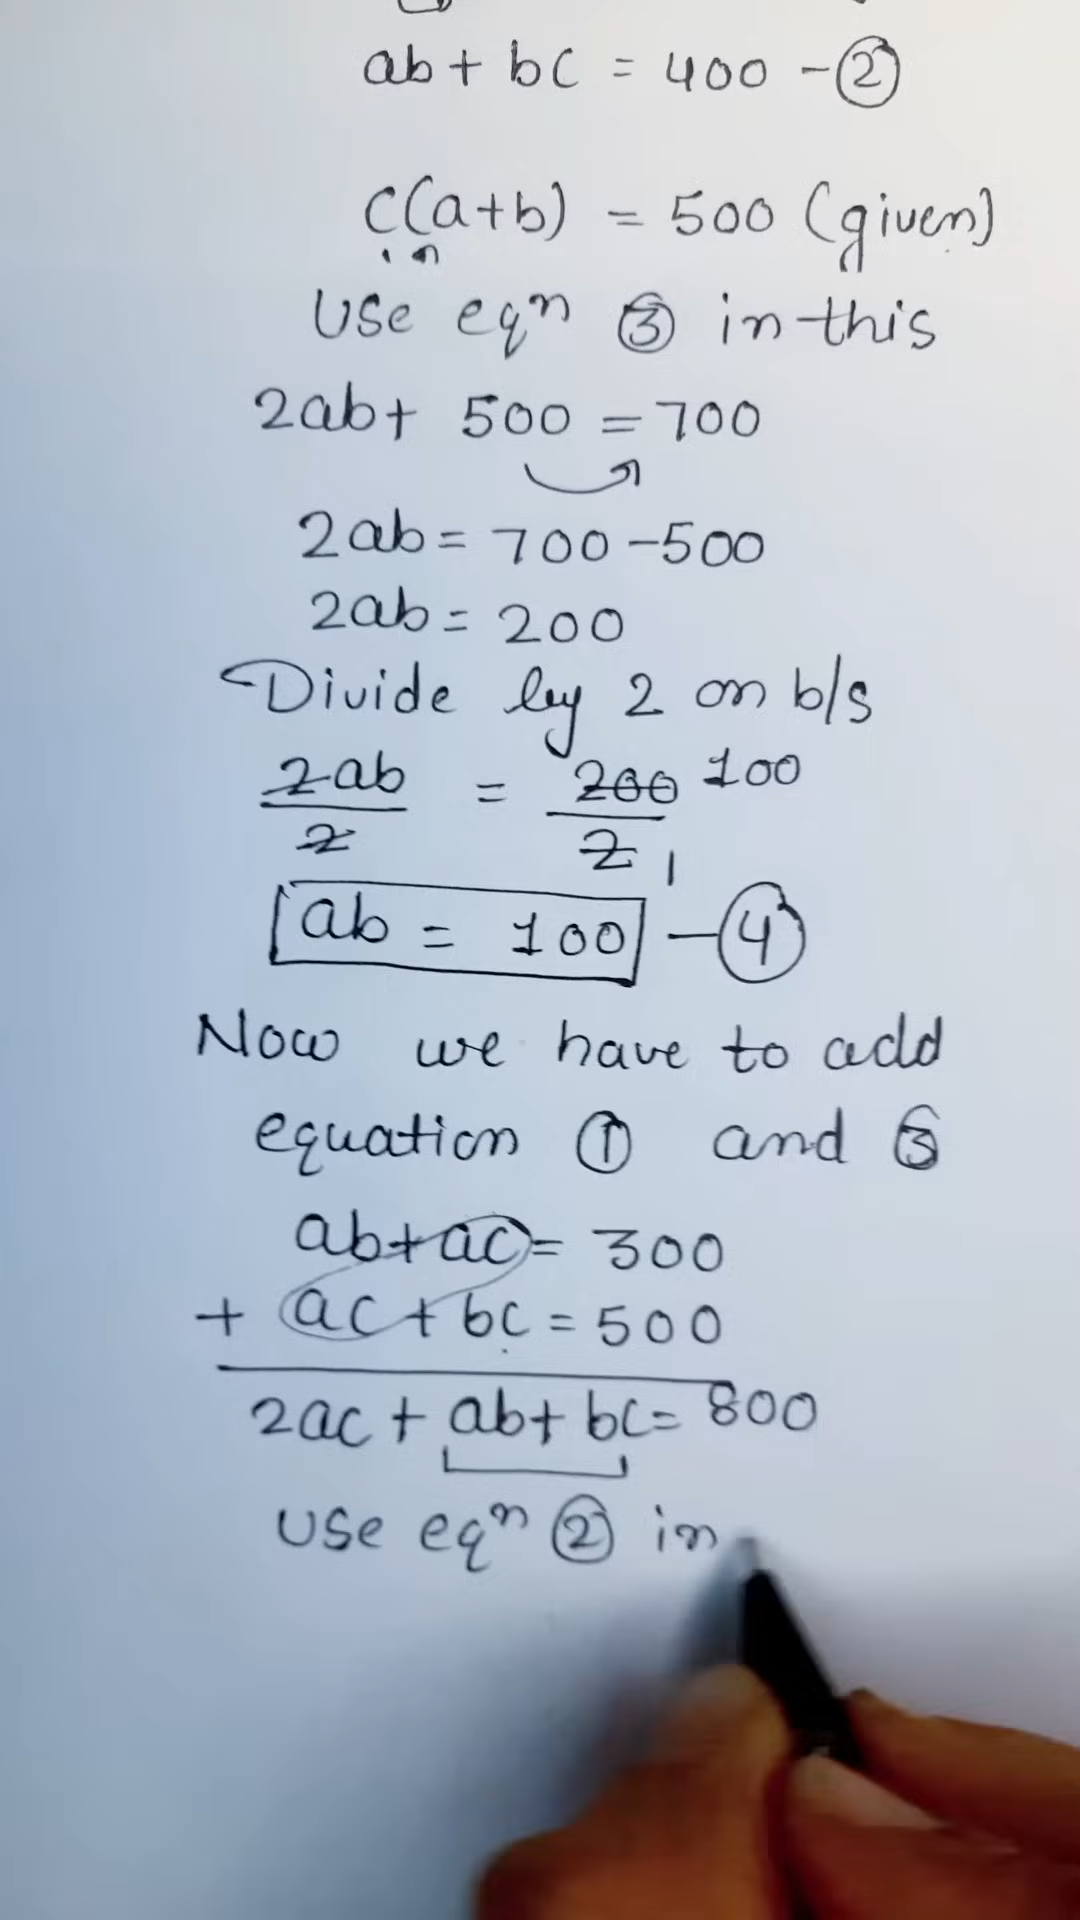 ab + bc = 400 - ②
c(a+b) = 500 (given)
Use eqⁿ ③ in this
2ab + 500 = 700
2ab = 700 - 500
2ab = 200
Divide by 2 on b/s
2ab/2 = 200/2 100 1
ab = 100 - ④
Now we have to add
equation ① and ③
ab + ac = 300
+ ac + bc = 500
2ac + ab + bc = 800
use eqⁿ ② in